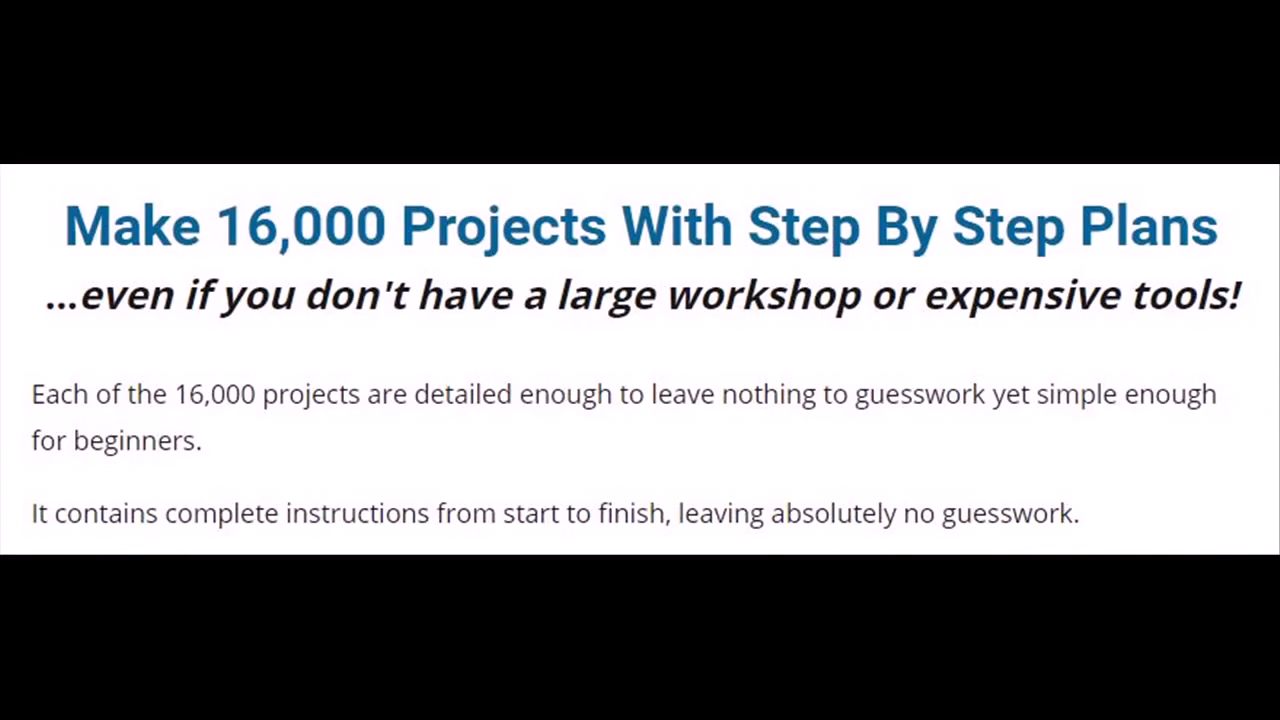 Make 16,000 Projects With Step By Step Plans
...even if you don't have a large workshop or expensive tools!
Each of the 16,000 projects are detailed enough to leave nothing to guesswork yet simple enough
for beginners.
It contains complete instructions from start to finish, leaving absolutely no guesswork.